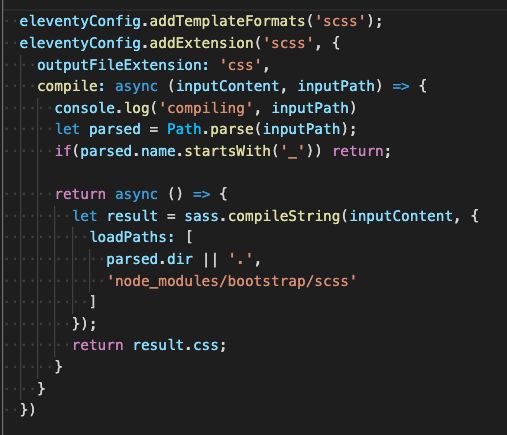 eleventyConfig.addTemplateFormats('scss');
eleventyConfig.addExtension('scss', {
  outputFileExtension: 'css',
  compile: async (inputContent, inputPath) => {
    console.log('compiling', inputPath)
    let parsed = Path.parse(inputPath);
    if(parsed.name.startsWith('_')) return;

    return async () => {
      let result = sass.compileString(inputContent, {
        loadPaths: [
          parsed.dir || '.',
          'node_modules/bootstrap/scss'
        ]
      });
      return result.css;
    }
  }
})